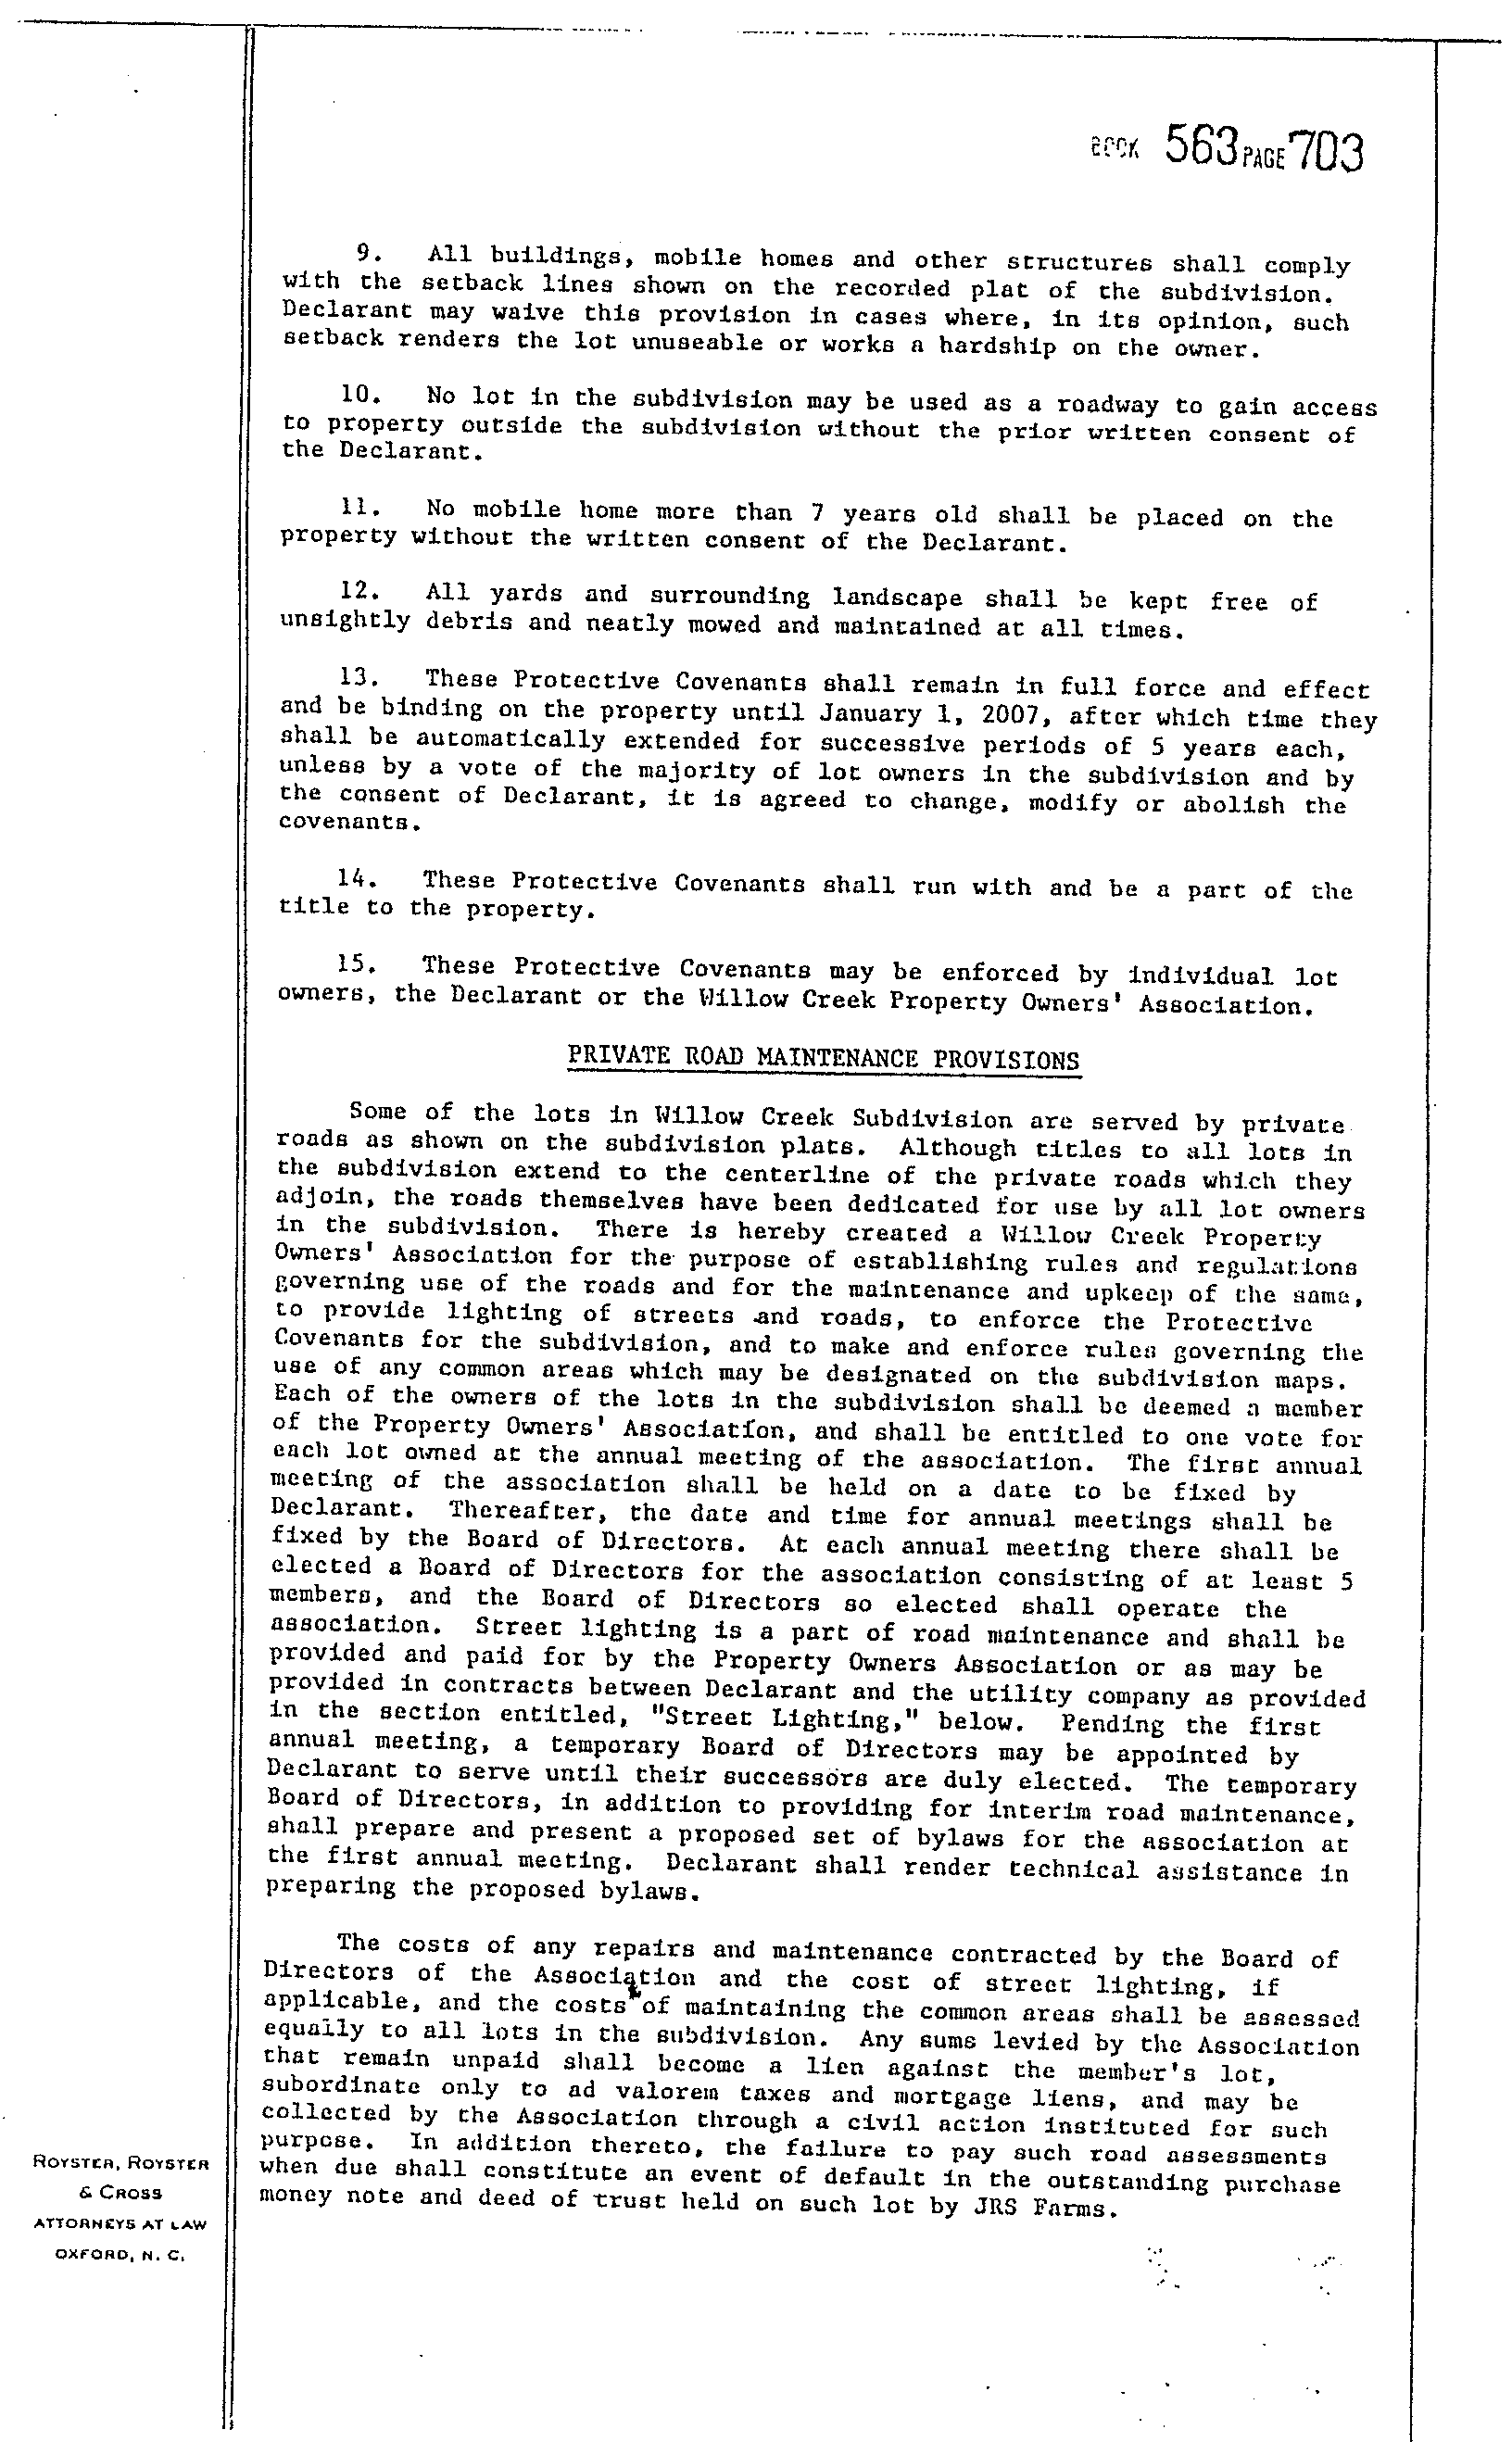 BOOK 563 PAGE 703
9. All buildings, mobile homes and other structures shall comply
with the setback lines shown on the recorded plat of the subdivision.
Declarant may waive this provision in cases where, in its opinion, such
setback renders the lot unuseable or works a hardship on the owner.
10. No lot in the subdivision may be used as a roadway to gain access
to property outside the subdivision without the prior written consent of
the Declarant.
11. No mobile home more than 7 years old shall be placed on the
property without the written consent of the Declarant.
12. All yards and surrounding landscape shall be kept free of
unsightly debris and neatly mowed and maintained at all times.
13. These Protective Covenants shall remain in full force and effect
and be binding on the property until January 1, 2007, after which time they
shall be automatically extended for successive periods of 5 years each,
unless by a vote of the majority of lot owners in the subdivision and by
the consent of Declarant, it is agreed to change, modify or abolish the
covenants.
14. These Protective Covenants shall run with and be a part of the
title to the property.
15. These Protective Covenants may be enforced by individual lot
owners, the Declarant or the Willow Creek Property Owners' Association.
PRIVATE ROAD MAINTENANCE PROVISIONS
Some of the lots in Willow Creek Subdivision are served by private
roads as shown on the subdivision plats. Although titles to all lots in
the subdivision extend to the centerline of the private roads which they
adjoin, the roads themselves have been dedicated for use by all lot owners
in the subdivision. There is hereby created a Willow Creek Property
Owners' Association for the purpose of establishing rules and regulations
governing use of the roads and for the maintenance and upkeep of the same,
to provide lighting of streets and roads, to enforce the Protective
Covenants for the subdivision, and to make and enforce rules governing the
use of any common areas which may be designated on the subdivision maps.
Each of the owners of the lots in the subdivision shall be deemed a member
of the Property Owners' Association, and shall be entitled to one vote for
each lot owned at the annual meeting of the association. The first annual
meeting of the association shall be held on a date to be fixed by
Declarant. Thereafter, the date and time for annual meetings shall be
fixed by the Board of Directors. At each annual meeting there shall be
elected a Board of Directors for the association consisting of at least 5
members, and the Board of Directors so elected shall operate the
association. Street lighting is a part of road maintenance and shall be
provided and paid for by the Property Owners Association or as may be
provided in contracts between Declarant and the utility company as provided
in the section entitled, "Street Lighting," below. Pending the first
annual meeting, a temporary Board of Directors may be appointed by
Declarant to serve until their successors are duly elected. The temporary
Board of Directors, in addition to providing for interim road maintenance,
shall prepare and present a proposed set of bylaws for the association at
the first annual meeting. Declarant shall render technical assistance in
preparing the proposed bylaws.
The costs of any repairs and maintenance contracted by the Board of
Directors of the Association and the cost of street lighting, if
applicable, and the costs of maintaining the common areas shall be assessed
equally to all lots in the subdivision. Any sums levied by the Association
that remain unpaid shall become a lien against the member's lot,
subordinate only to ad valorem taxes and mortgage liens, and may be
collected by the Association through a civil action instituted for such
purpose. In addition thereto, the failure to pay such road assessments
when due shall constitute an event of default in the outstanding purchase
money note and deed of trust held on such lot by JRS Farms.
ROYSTER, ROYSTER
& CROSS
ATTORNEYS AT LAW
OXFORD, N. C.